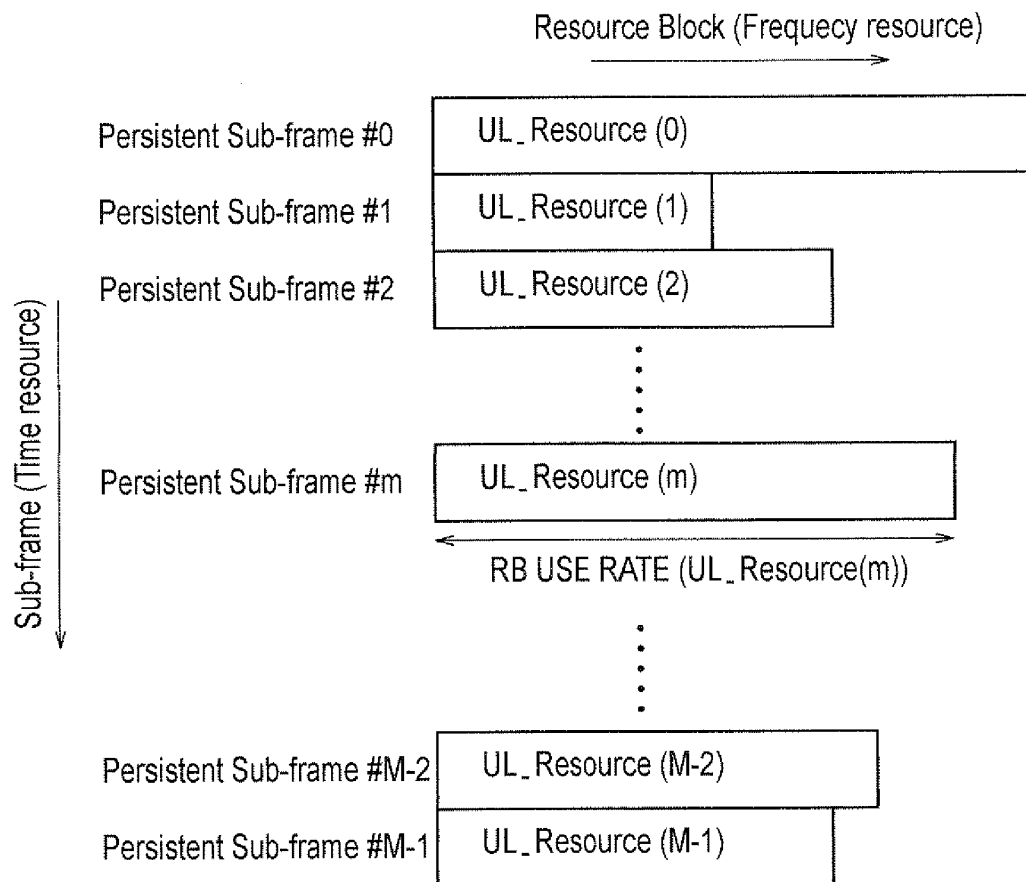 Resource Block (Frequecy resource)
Persistent Sub-frame #0
UL_Resource (0)
Persistent Sub-frame #1
UL_Resource (1)
Persistent Sub-frame #2
UL_Resource (2)
Sub-frame (Time resource)
Persistent Sub-frame #m
UL_Resource (m)
RB USE RATE (UL_Resource(m))
Persistent Sub-frame #M-2
UL_Resource (M-2)
Persistent Sub-frame #M-1
UL_Resource (M-1)